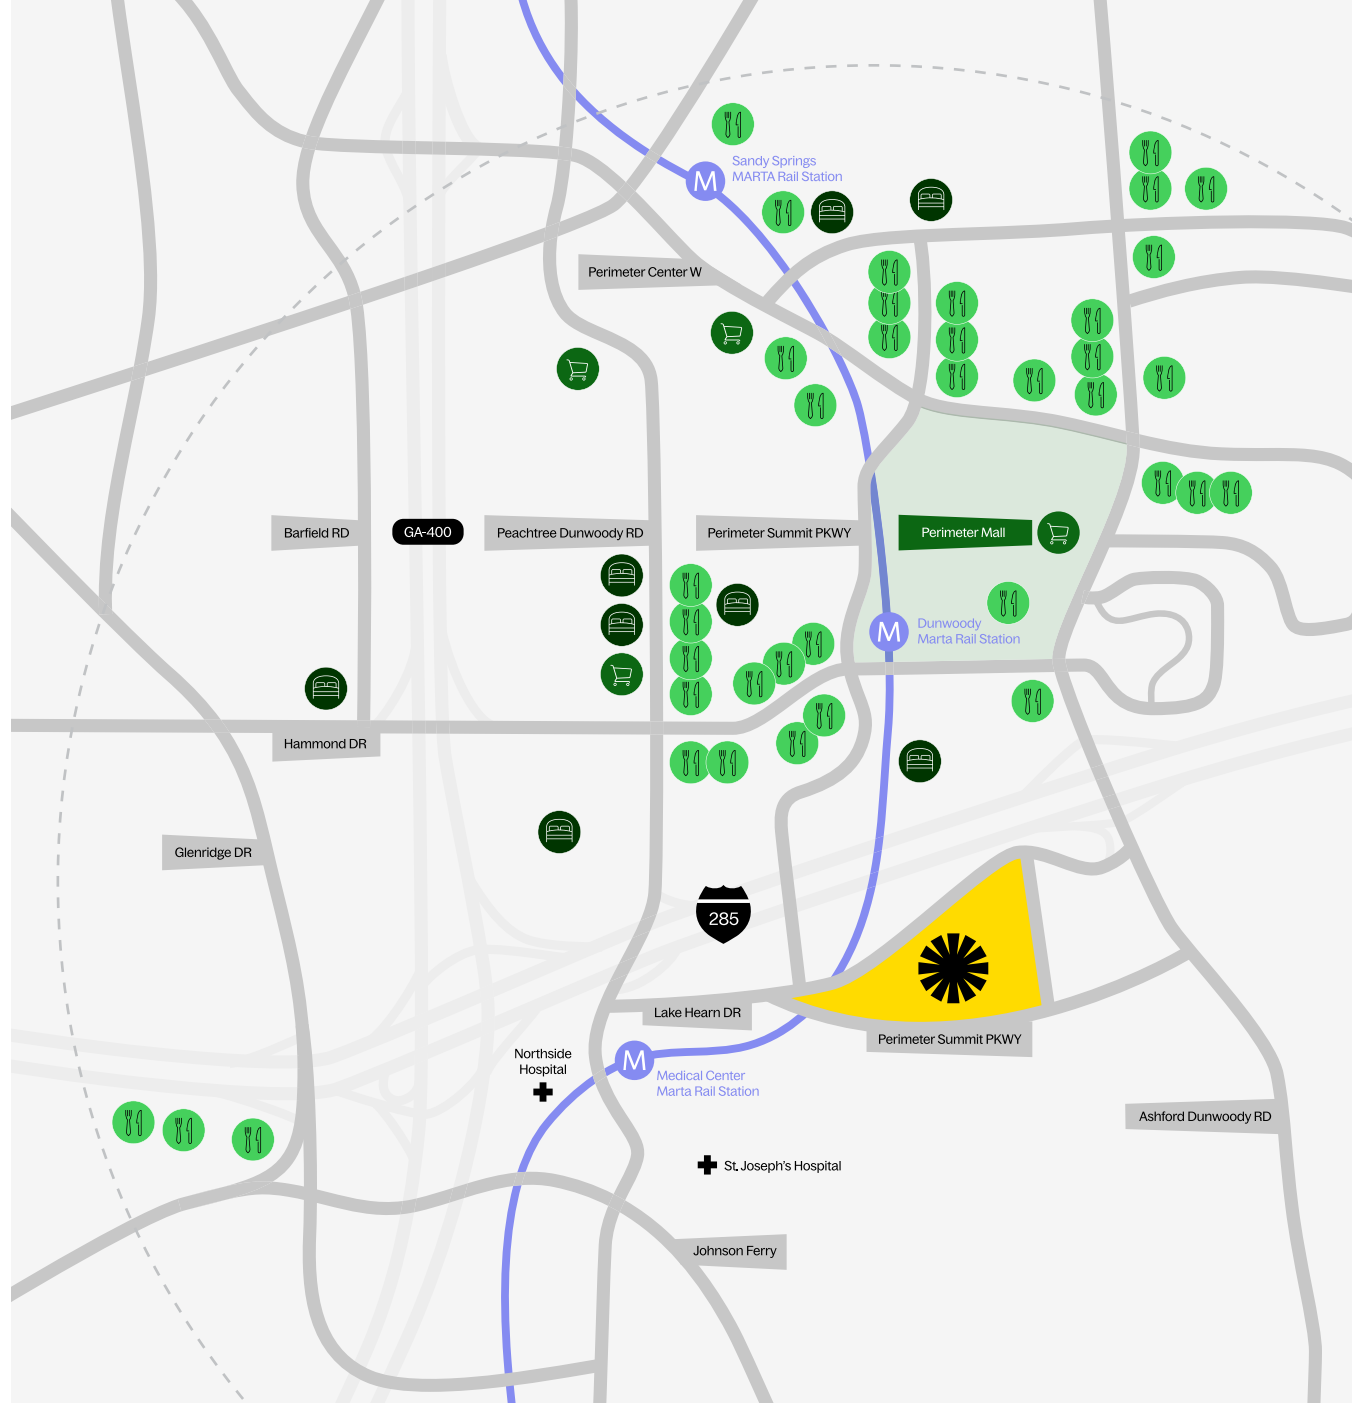 Sandy Springs
MARTA Rail Station
M
Perimeter Center W
Barfield RD
GA-400
Peachtree Dunwoody RD
Perimeter Summit PKWY
Perimeter Mall
M
Dunwoody
Marta Rail Station
Hammond DR
Glenridge DR
285
Lake Hearn DR
Perimeter Summit PKWY
Northside
Hospital
M
Medical Center
Marta Rail Station
Ashford Dunwoody RD
St. Joseph's Hospital
Johnson Ferry